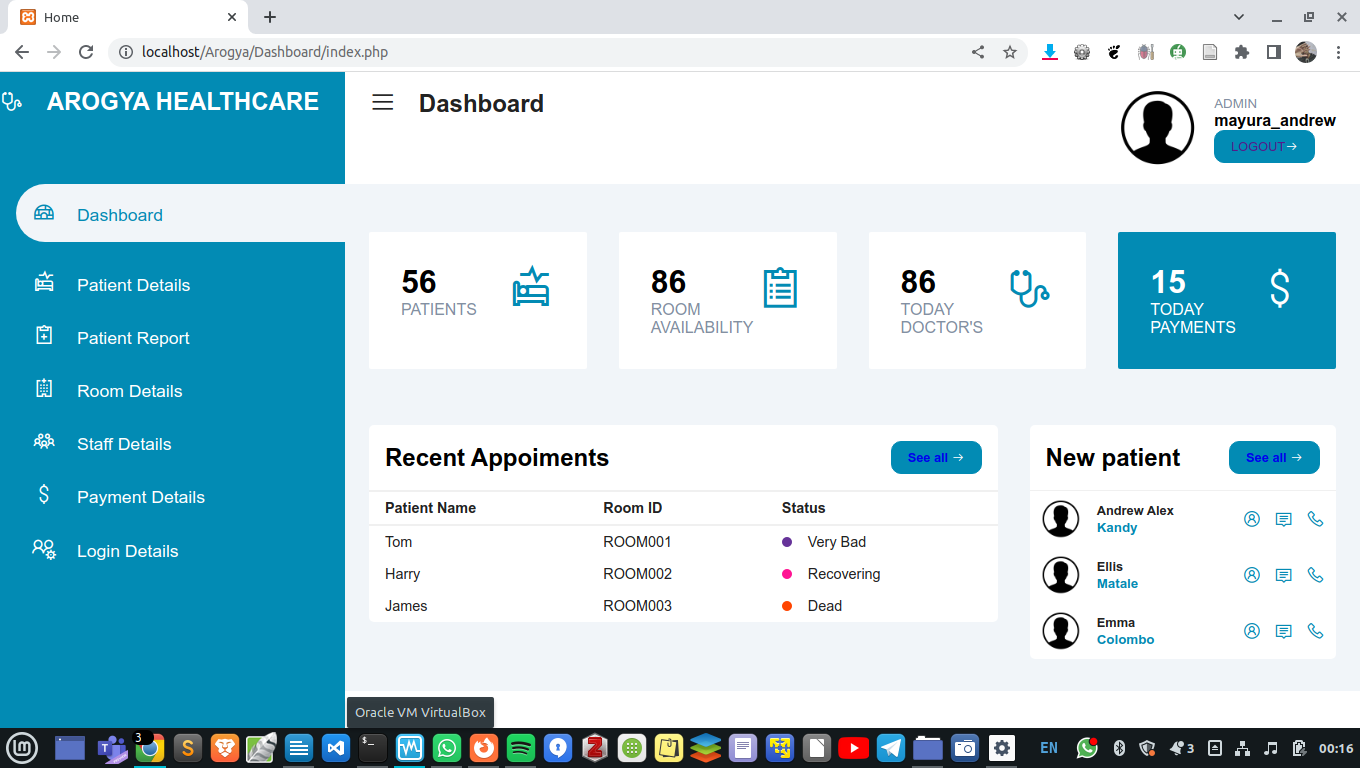 Home
localhost/Arogya/Dashboard/index.php
AROGYA HEALTHCARE
Dashboard
ADMIN
mayura_andrew
LOGOUT→
Dashboard
Patient Details
Patient Report
Room Details
Staff Details
Payment Details
Login Details
56
PATIENTS
86
ROOM
AVAILABILITY
86
TODAY
DOCTOR'S
15
TODAY
PAYMENTS
Recent Appoiments
See all →
Patient Name Room ID Status
Tom ROOM001 Very Bad
Harry ROOM002 Recovering
James ROOM003 Dead
New patient
See all →
Andrew Alex
Kandy
Ellis
Matale
Emma
Colombo
Oracle VM VirtualBox
3
EN
3
00:16